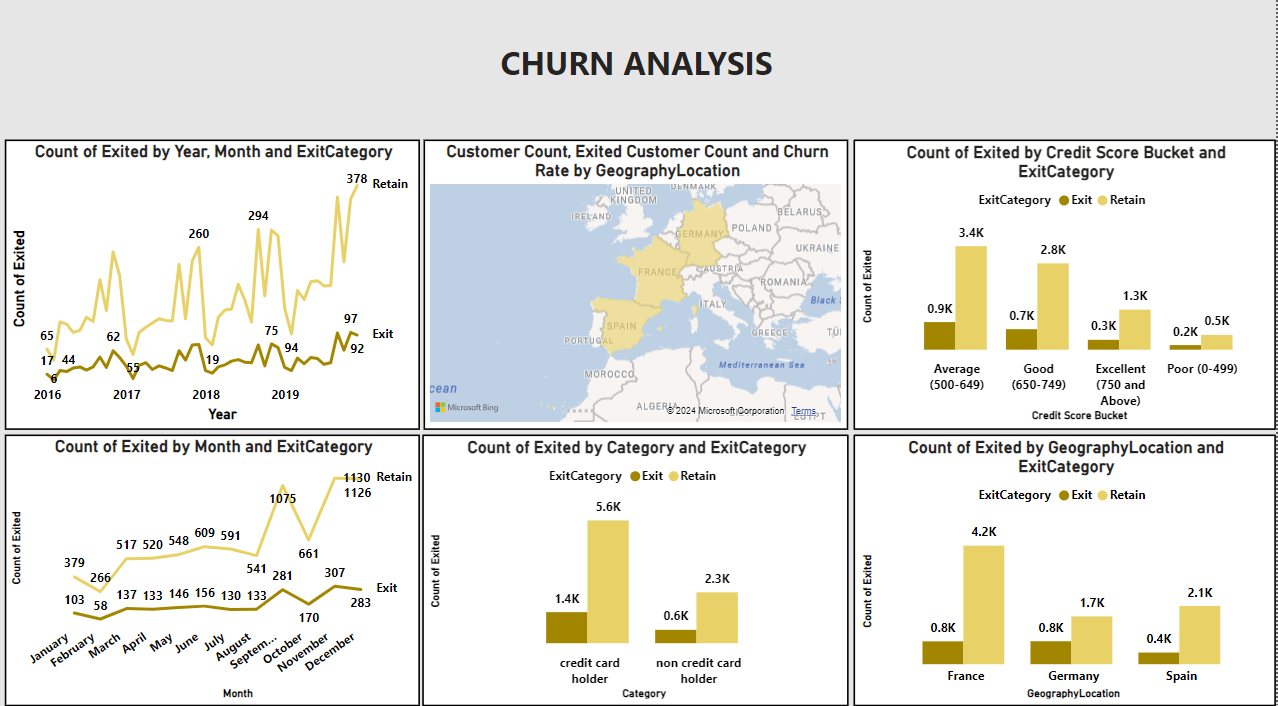 CHURN ANALYSIS
Count of Exited by Year, Month and ExitCategory
Count of Exited
378
Retain
294
260
65
17
44
6
62
55
19
75
94
97
92
Exit
2016
2017
2018
2019
Year
Customer Count, Exited Customer Count and Churn
Rate by GeographyLocation
DENMARK
UNITED
KINGDOM
IRELAND
BELARUS
POLAND
GERMANY
UKRAINE
FRANCE
AUSTRIA
ROMANIA
ITALY
Black S
SPAIN
PORTUGAL
GREECE
TÜ
Mediterranean Sea
MOROCCO
cean
ALGERIA
Microsoft Bing
© 2024 Microsoft Corporation
Terms
EGYPT
Count of Exited by Credit Score Bucket and
ExitCategory
ExitCategory Exit Retain
Count of Exited
3.4K
2.8K
0.9K
0.7K
1.3K
0.3K
0.5K
0.2K
Average
(500-649)
Good
(650-749)
Excellent
(750 and
Above)
Poor (0-499)
Credit Score Bucket
Count of Exited by Month and ExitCategory
Count of Exited
379
266
517
520
548
609
591
541
1075
661
1130
1126
Retain
103
58
137
133
146
156
130
133
281
170
307
283
Exit
January
February
March
April
May
June
July
August
Septem...
October
November
December
Month
Count of Exited by Category and ExitCategory
ExitCategory Exit Retain
Count of Exited
5.6K
1.4K
2.3K
0.6K
credit card
holder
non credit card
holder
Category
Count of Exited by GeographyLocation and
ExitCategory
ExitCategory Exit Retain
Count of Exited
4.2K
0.8K
1.7K
0.8K
2.1K
0.4K
France
Germany
Spain
GeographyLocation